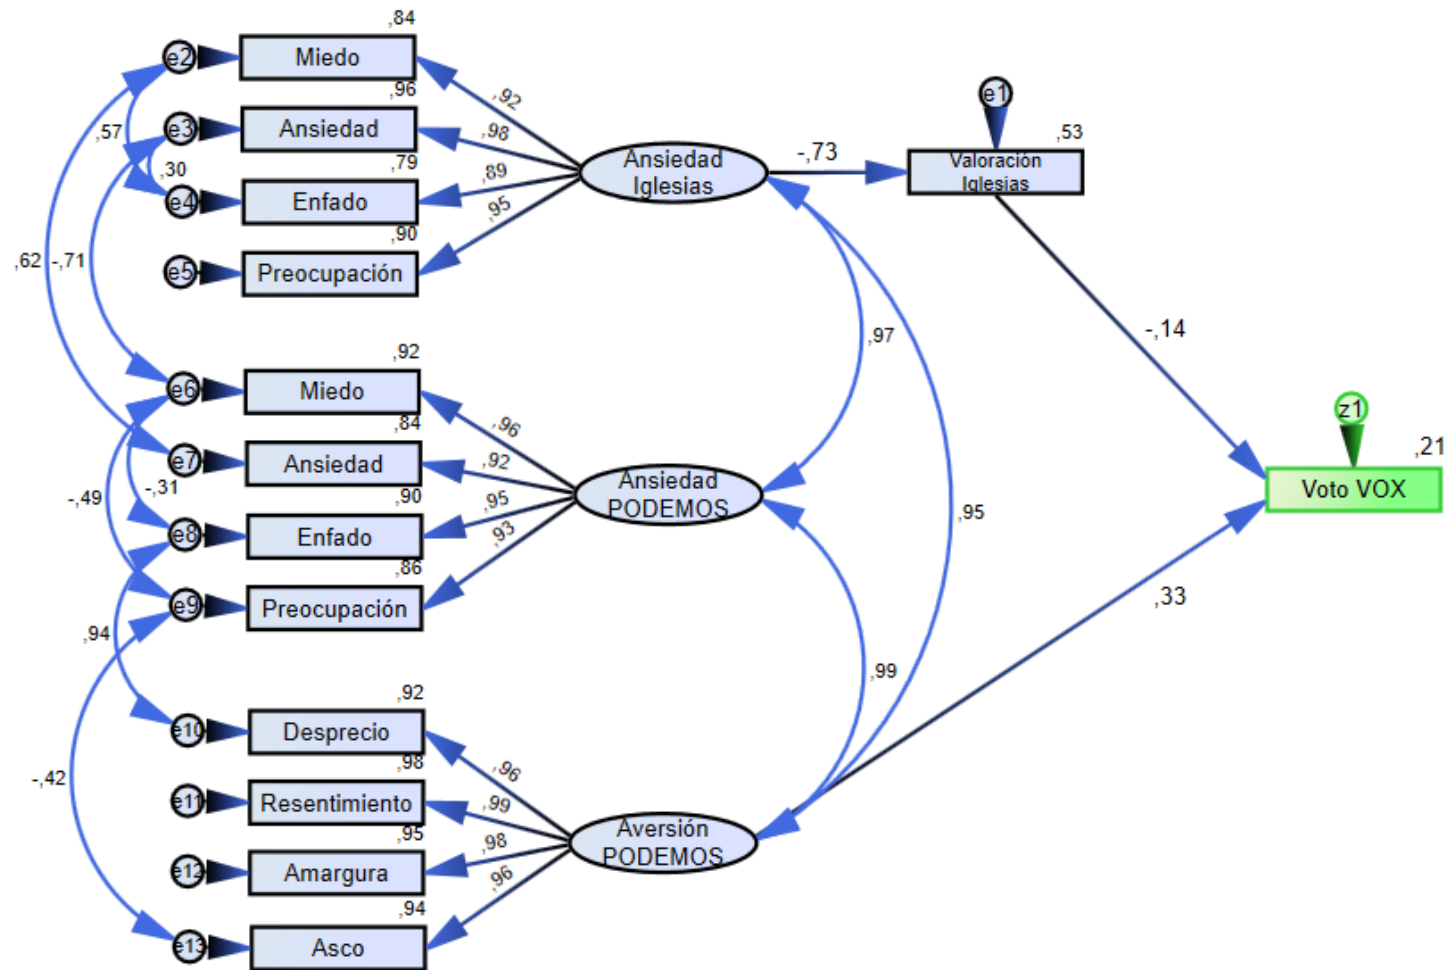 ,84
e2
Miedo
,92
,96
e3
Ansiedad
,98
,57
,79
,30
e4
Enfado
,89
,90
e5
Preocupación
,95
,62
-,71
Ansiedad
Iglesias
-,73
e1
,53
Valoración
Iglesias
,97
-,14
,92
e6
Miedo
,96
,84
e7
Ansiedad
,92
-,49
-,31
,90
e8
Enfado
,95
,86
e9
Preocupación
,93
Ansiedad
PODEMOS
,95
z1
,21
Voto VOX
,33
,94
,99
,92
e10
Desprecio
,96
-,42
,98
e11
Resentimiento
,99
,95
e12
Amargura
,98
,94
e13
Asco
,96
Aversión
PODEMOS